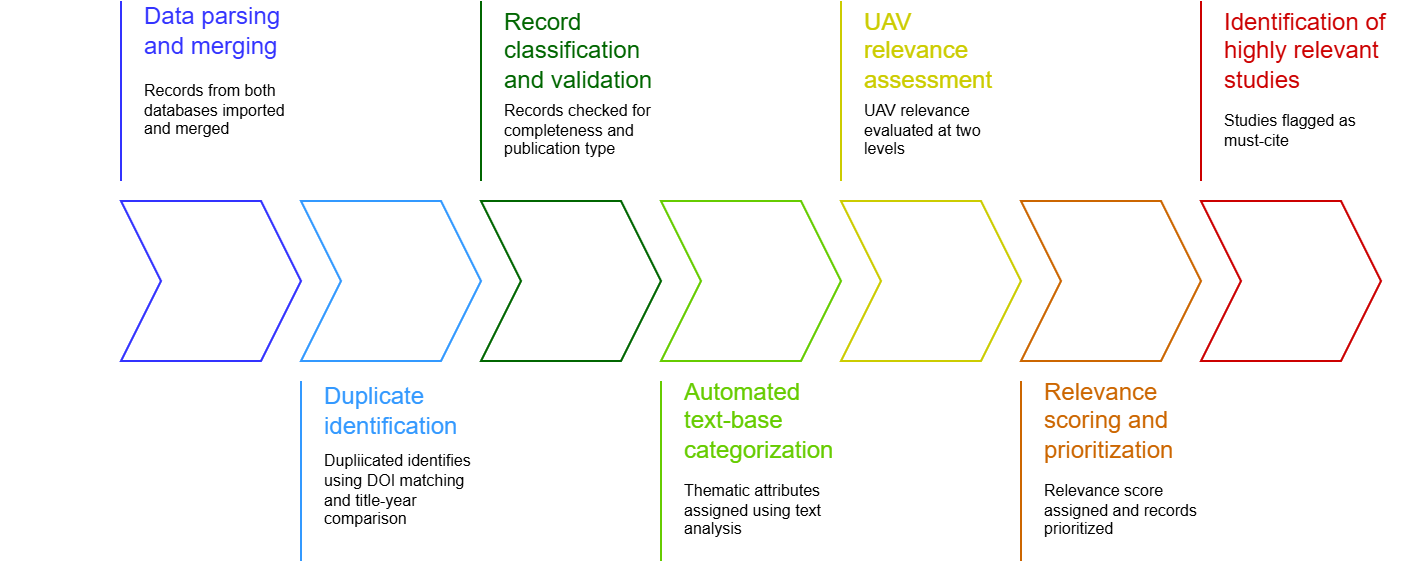 Data parsing
and merging
Records from both
databases imported
and merged
Duplicate
identification
Dupliicated identifies
using DOI matching
and title-year
comparison
Record
classification
and validation
Records checked for
completeness and
publication type
Automated
text-base
categorization
Thematic attributes
assigned using text
analysis
UAV
relevance
assessment
UAV relevance
evaluated at two
levels
Relevance
scoring and
prioritization
Relevance score
assigned and records
prioritized
Identification of
highly relevant
studies
Studies flagged as
must-cite